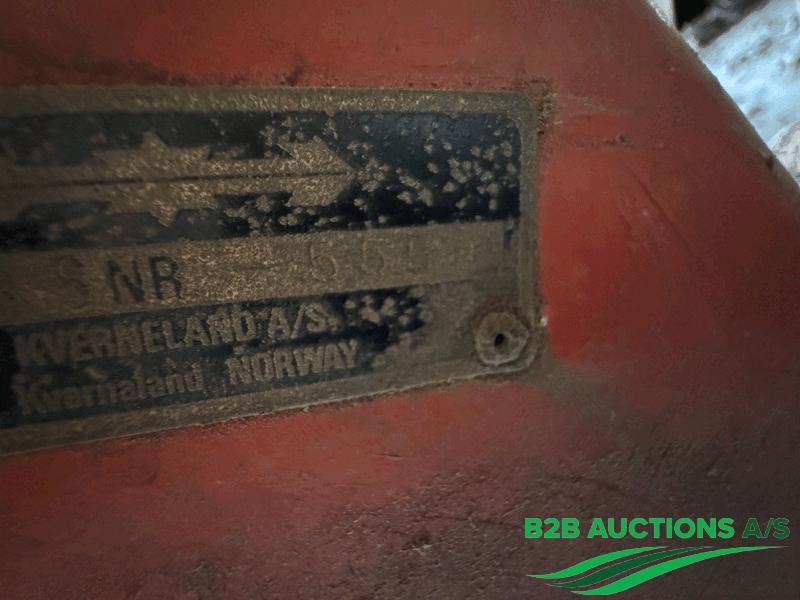 NR
KVERNELAND A/S.
Kvernaland NORWAY
B2B AUCTIONS A/S